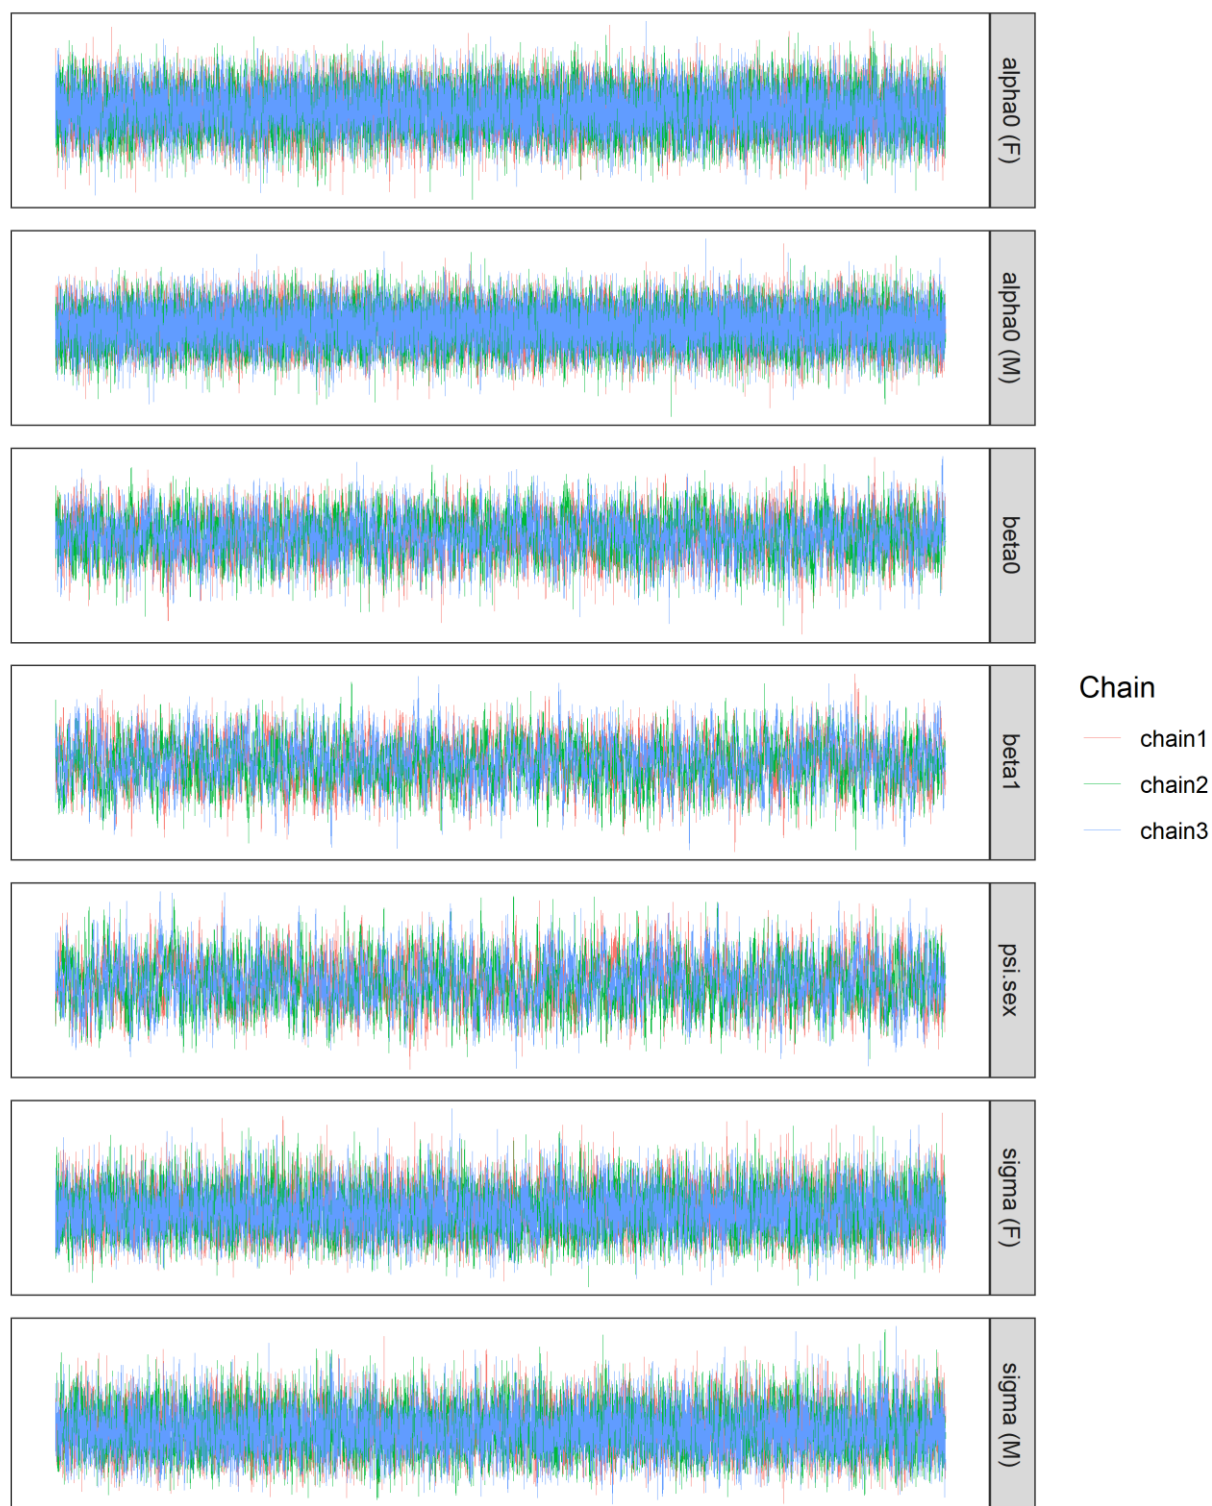 alpha0 (F)
alpha0 (M)
beta0
beta1
psi.sex
sigma (F)
sigma (M)
Chain
chain1
chain2
chain3